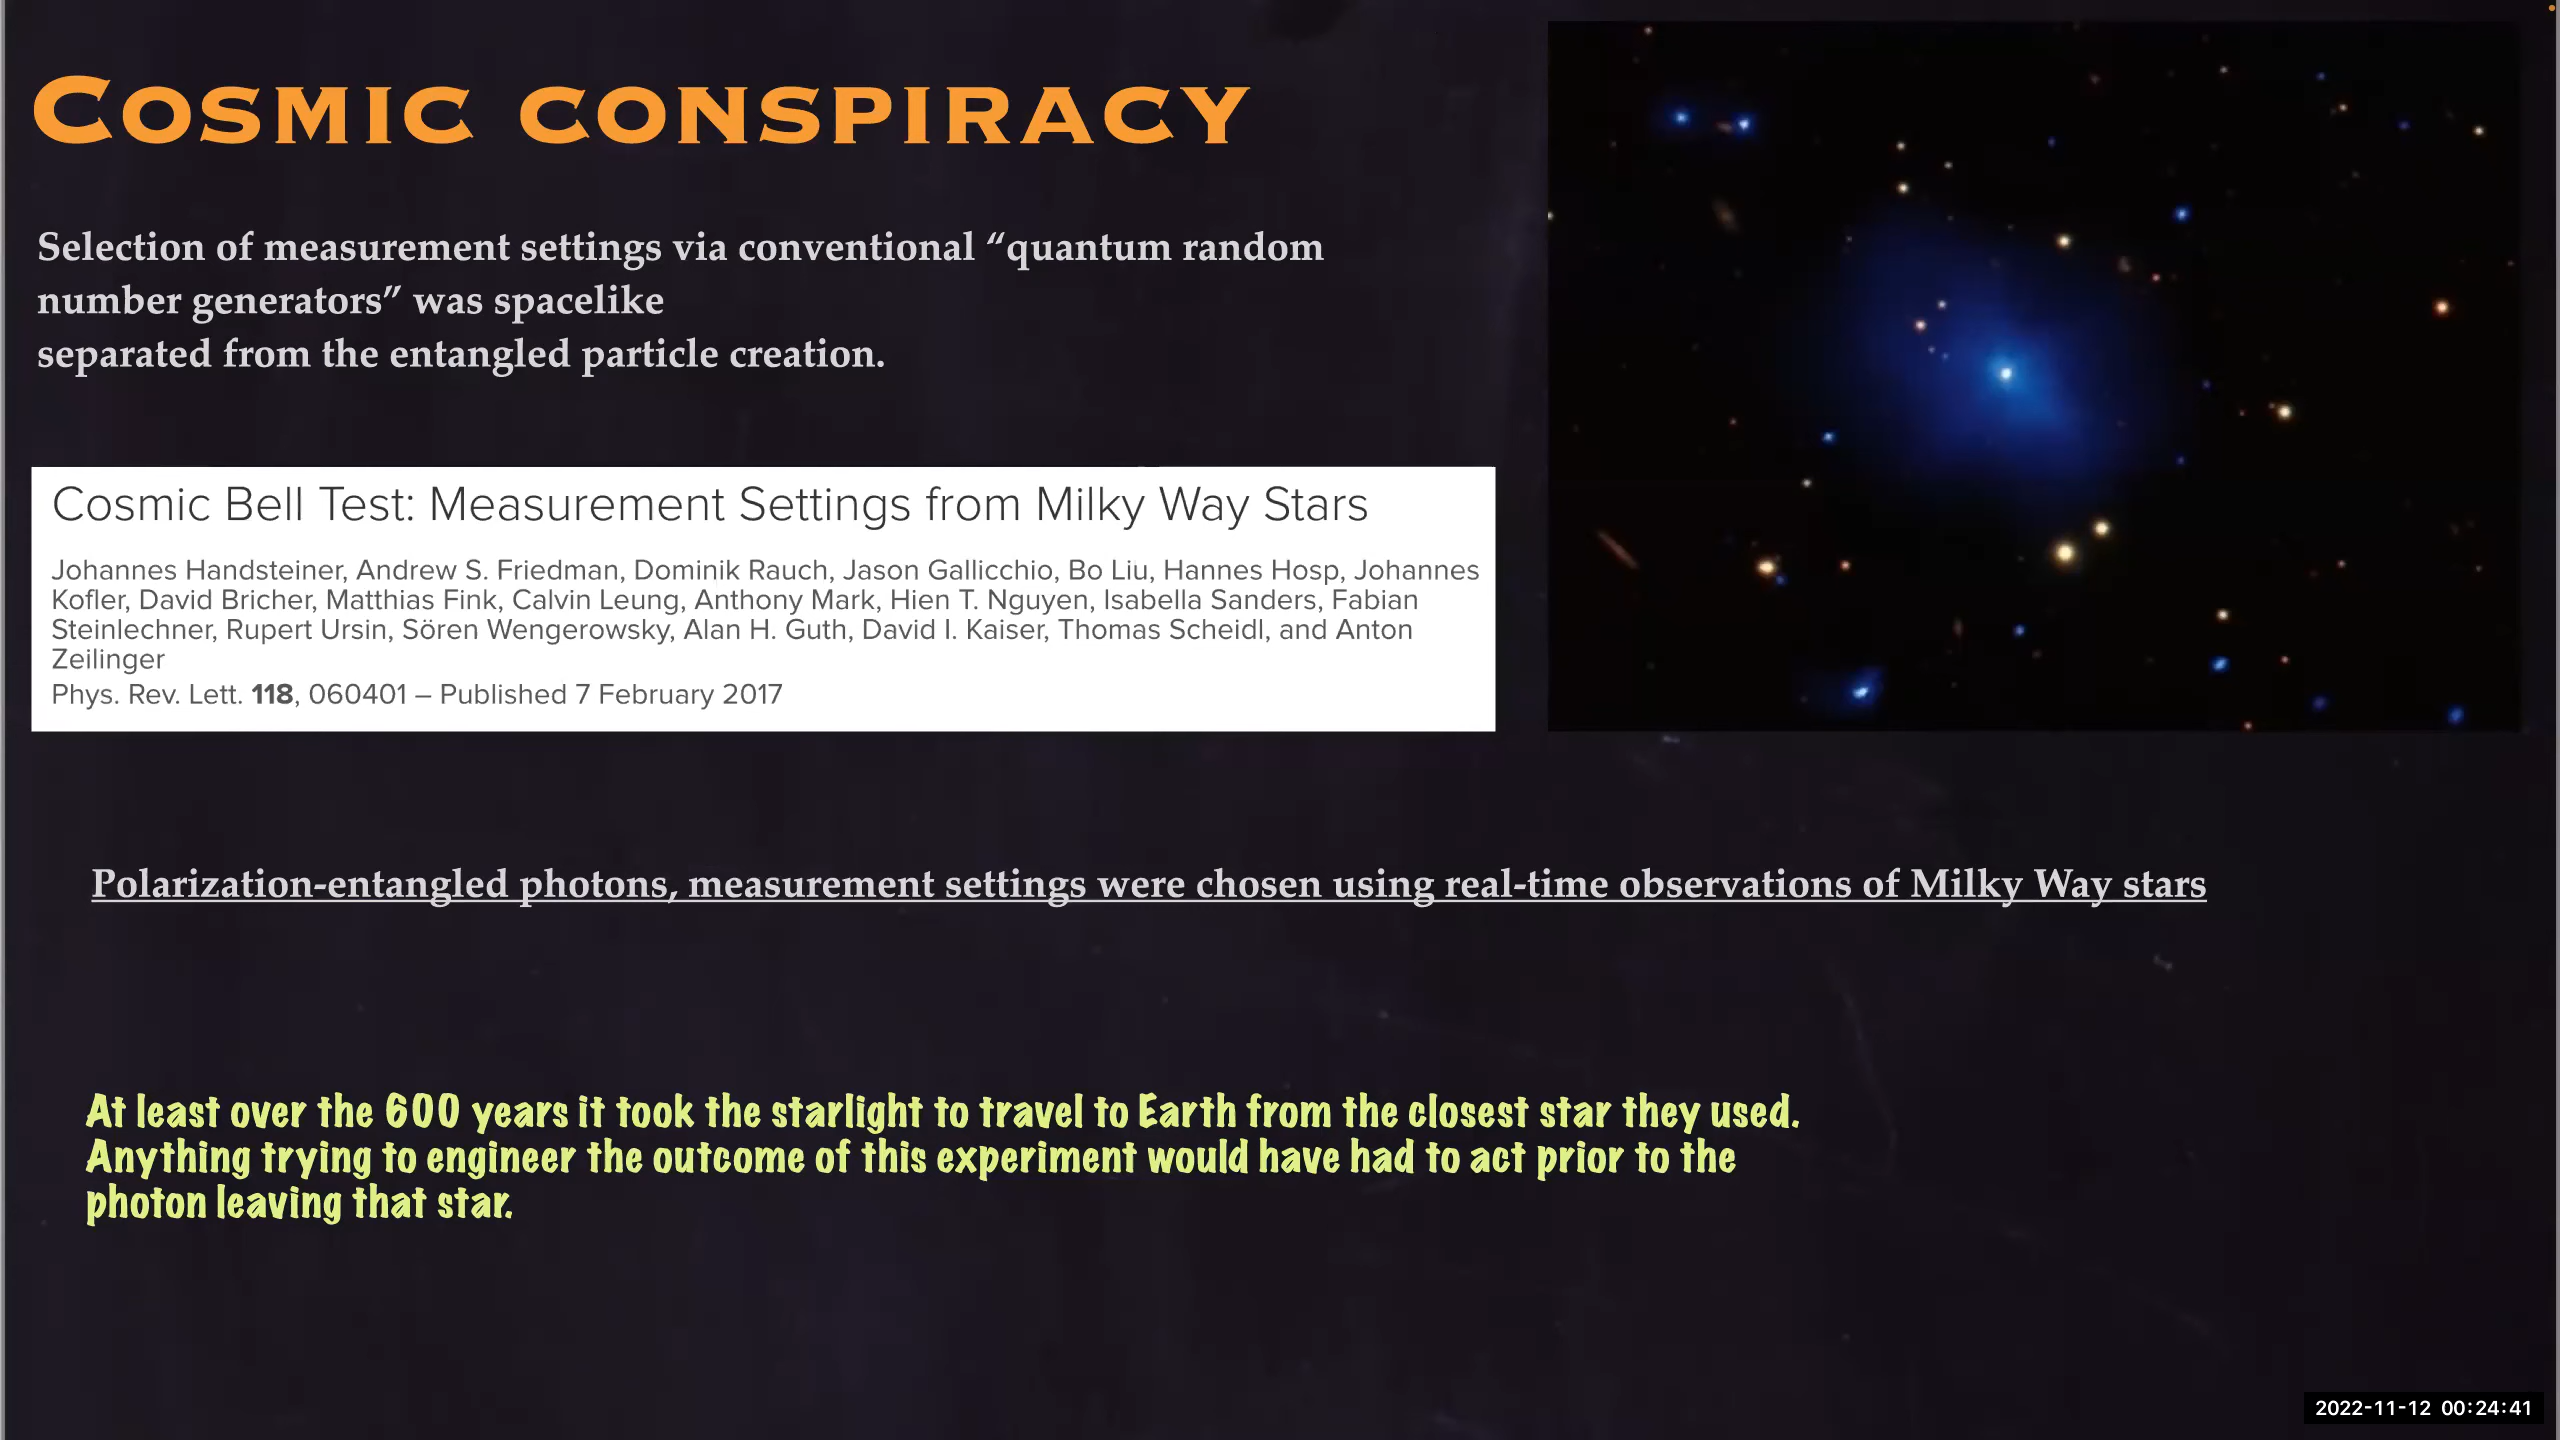 Cosmic conspiracy
Selection of measurement settings via conventional “quantum random
number generators” was spacelike
separated from the entangled particle creation.
Cosmic Bell Test: Measurement Settings from Milky Way Stars
Johannes Handsteiner, Andrew S. Friedman, Dominik Rauch, Jason Gallicchio, Bo Liu, Hannes Hosp, Johannes
Kofler, David Bricher, Matthias Fink, Calvin Leung, Anthony Mark, Hien T. Nguyen, Isabella Sanders, Fabian
Steinlechner, Rupert Ursin, Sören Wengerowsky, Alan H. Guth, David I. Kaiser, Thomas Scheidl, and Anton
Zeilinger
Phys. Rev. Lett. 118, 060401 – Published 7 February 2017
Polarization-entangled photons, measurement settings were chosen using real-time observations of Milky Way stars
At least over the 600 years it took the starlight to travel to Earth from the closest star they used.
Anything trying to engineer the outcome of this experiment would have had to act prior to the
photon leaving that star.
2022-11-12 00:24:41